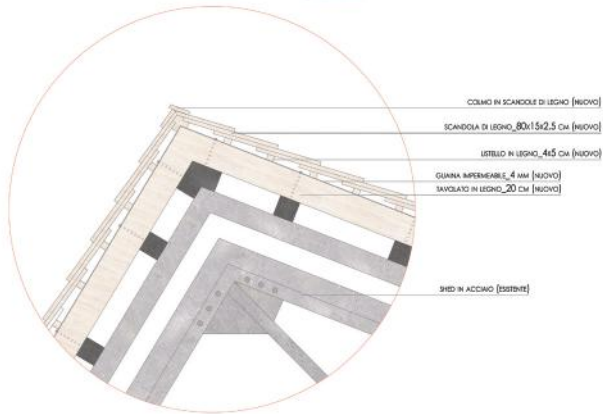 COLMO IN SCANDOLE DI LEGNO (NUOVO)
SCANDOLA DI LEGNO_80x15x2.5 CM (NUOVO)
LISTELLO IN LEGNO_4x5 CM (NUOVO)
GUAINA IMPERMEABILE_4 MM (NUOVO)
TAVOLATO IN LEGNO_20 CM (NUOVO)
SHED IN ACCIAIO (ESISTENTE)